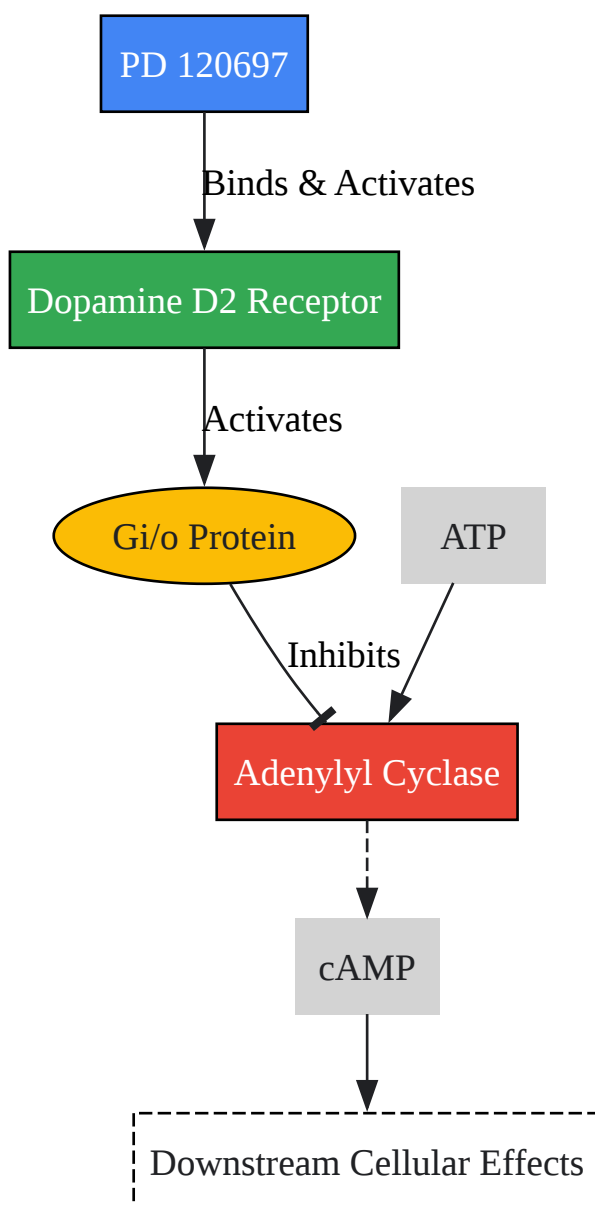 PD 120697
Binds & Activates
Dopamine D2 Receptor
Activates
Gi/o Protein
ATP
Inhibits
Adenylyl Cyclase
cAMP
Downstream Cellular Effects